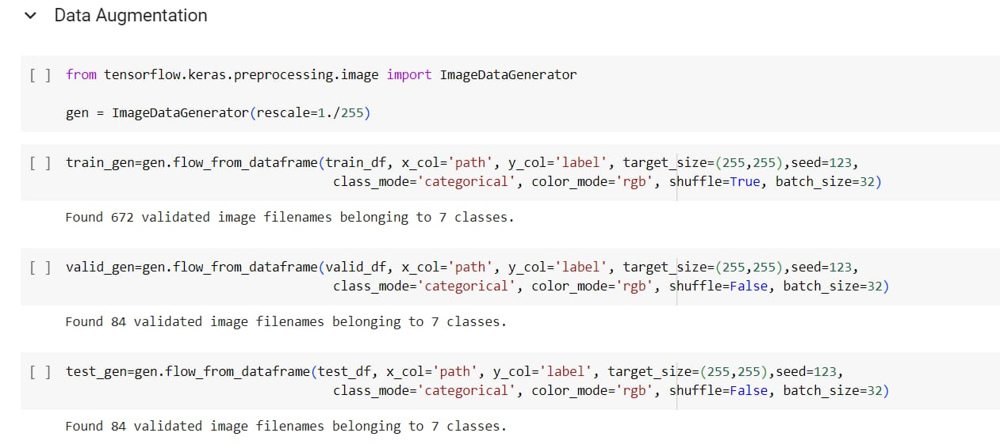 Data Augmentation
[ ] from tensorflow.keras.preprocessing.image import ImageDataGenerator
gen = ImageDataGenerator(rescale=1./255)
[ ] train_gen=gen.flow_from_dataframe(train_df, x_col='path', y_col='label', target_size=(255,255),seed=123,
class_mode='categorical', color_mode='rgb', shuffle=True, batch_size=32)
Found 672 validated image filenames belonging to 7 classes.
[ ] valid_gen=gen.flow_from_dataframe(valid_df, x_col='path', y_col='label', target_size=(255,255),seed=123,
class_mode='categorical', color_mode='rgb', shuffle=False, batch_size=32)
Found 84 validated image filenames belonging to 7 classes.
[ ] test_gen=gen.flow_from_dataframe(test_df, x_col='path', y_col='label', target_size=(255,255),seed=123,
class_mode='categorical', color_mode='rgb', shuffle=False, batch_size=32)
Found 84 validated image filenames belonging to 7 classes.